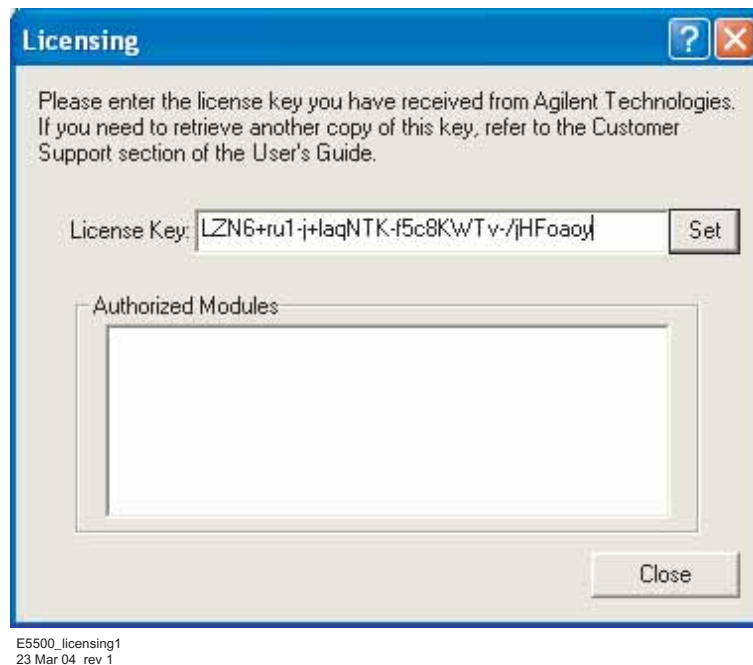 Licensing
Please enter the license key you have received from Agilent Technologies.
If you need to retrieve another copy of this key, refer to the Customer
Support section of the User's Guide.
License Key: LZN6+ru1-j+laqNTK-f5c8KWTv-/jHFoaoy Set
Authorized Modules
Close
E5500_licensing1
23 Mar 04 rev 1